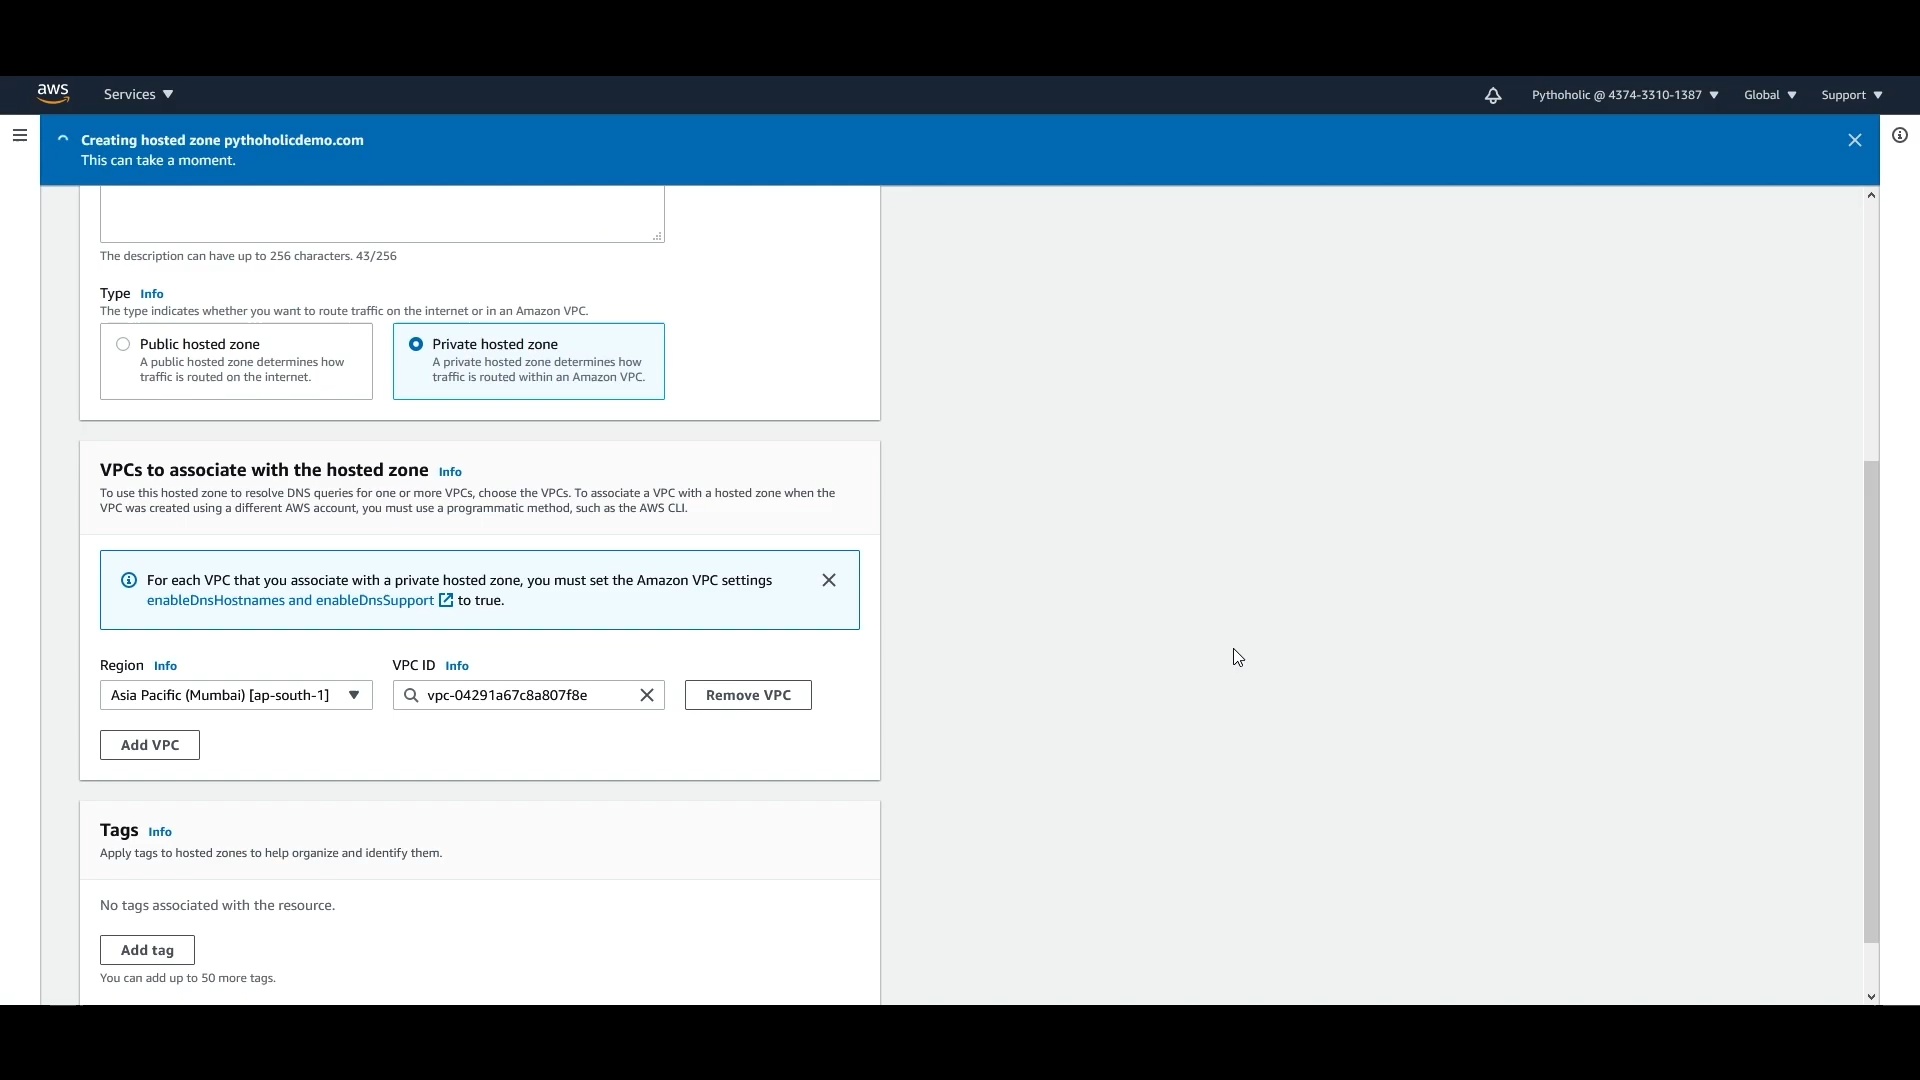 aws
Services
Pythoholic @ 4374-3310-1387
Global
Support
Creating hosted zone pythoholicdemo.com
This can take a moment.
The description can have up to 256 characters. 43/256
Type Info
The type indicates whether you want to route traffic on the internet or in an Amazon VPC.
Public hosted zone
A public hosted zone determines how
traffic is routed on the internet.
Private hosted zone
A private hosted zone determines how
traffic is routed within an Amazon VPC.
VPCs to associate with the hosted zone Info
To use this hosted zone to resolve DNS queries for one or more VPCs, choose the VPCs. To associate a VPC with a hosted zone when the
VPC was created using a different AWS account, you must use a programmatic method, such as the AWS CLI.
For each VPC that you associate with a private hosted zone, you must set the Amazon VPC settings
enableDnsHostnames and enableDnsSupport to true.
Region Info
VPC ID Info
Asia Pacific (Mumbai) [ap-south-1]
vpc-04291a67c8a807f8e
Remove VPC
Add VPC
Tags Info
Apply tags to hosted zones to help organize and identify them.
No tags associated with the resource.
Add tag
You can add up to 50 more tags.